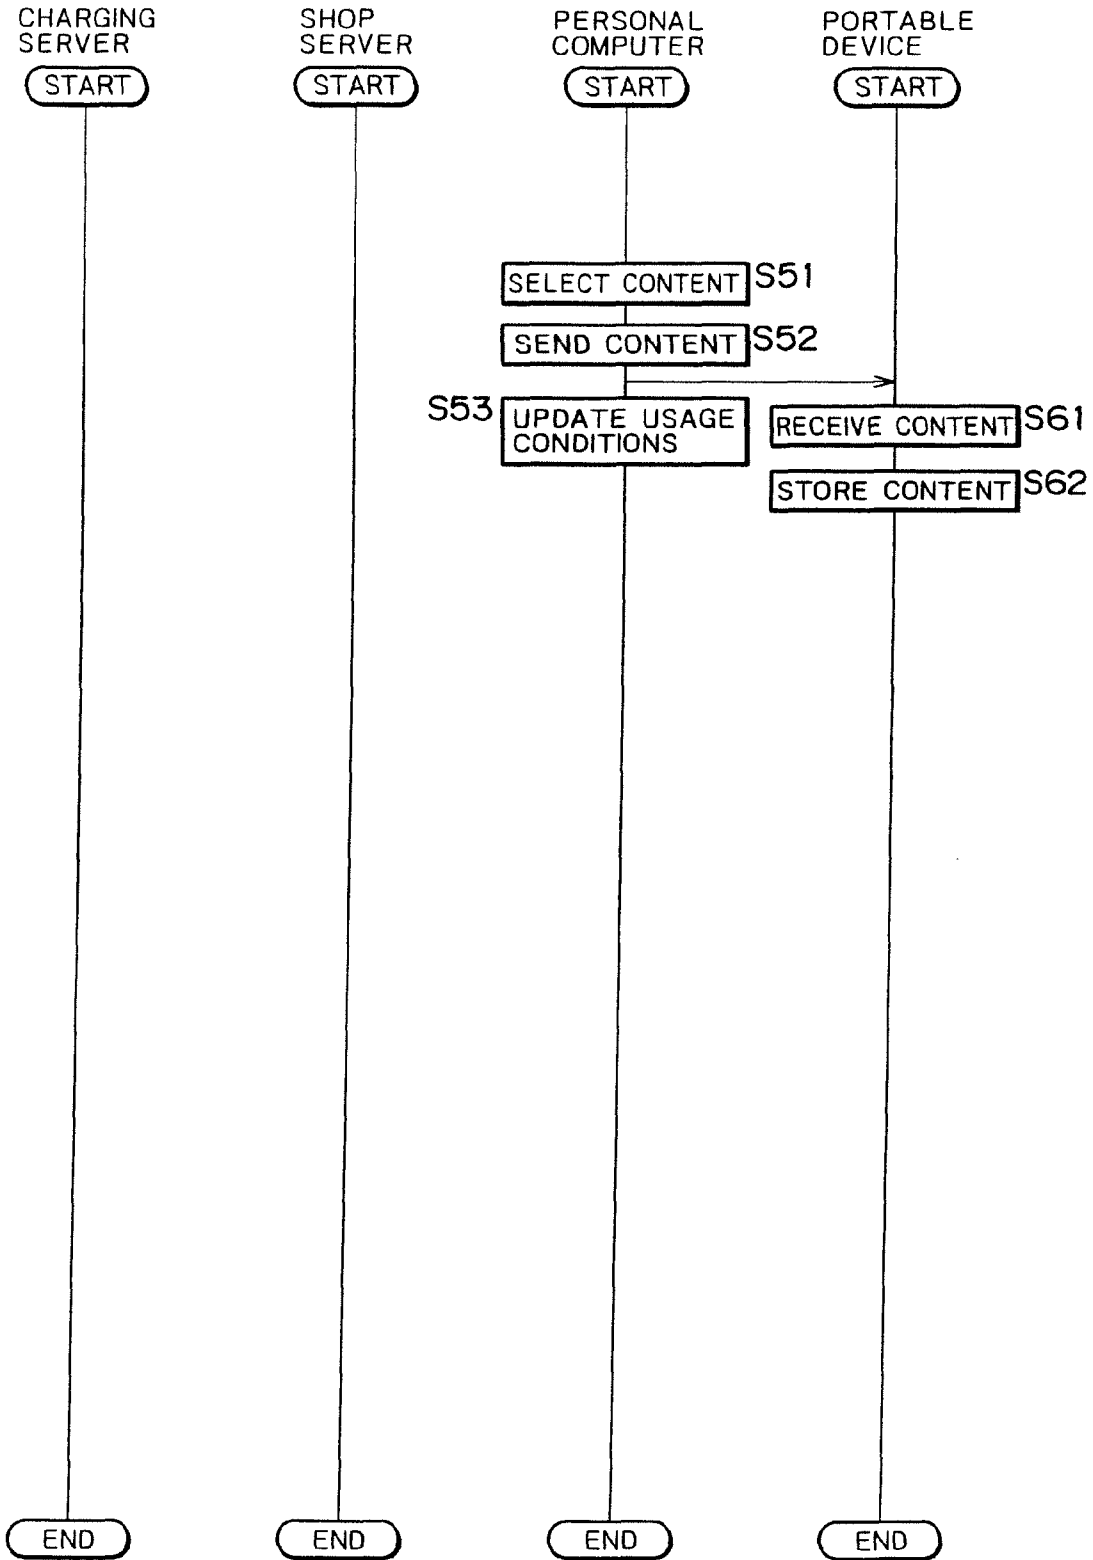 CHARGING
SERVER
SHOP
SERVER
PERSONAL
COMPUTER
PORTABLE
DEVICE
START
START
START
START
SELECT CONTENT S51
SEND CONTENT S52
S53 UPDATE USAGE
CONDITIONS
RECEIVE CONTENT S61
STORE CONTENT S62
END
END
END
END